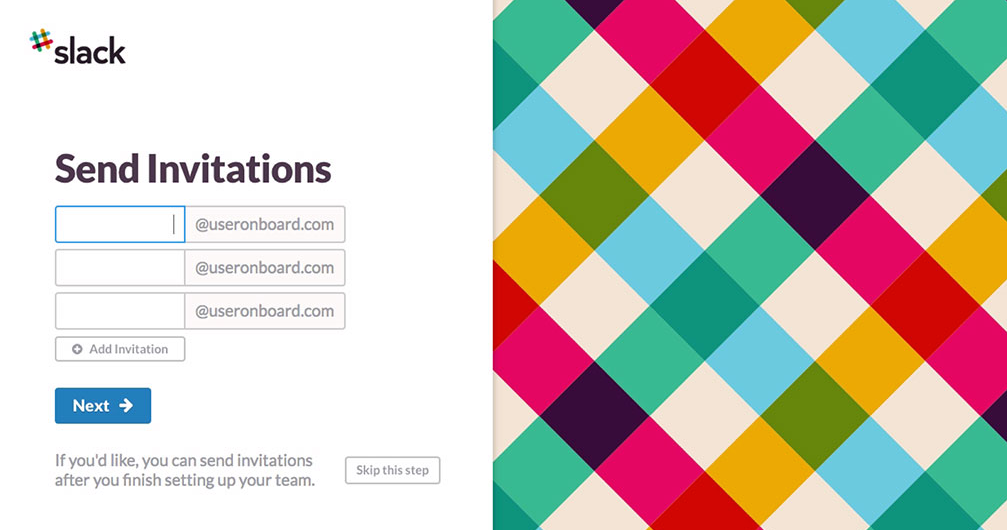 slack
Send Invitations
@useronboard.com
@useronboard.com
@useronboard.com
Add Invitation
Next
If you'd like, you can send invitations
after you finish setting up your team.
Skip this step